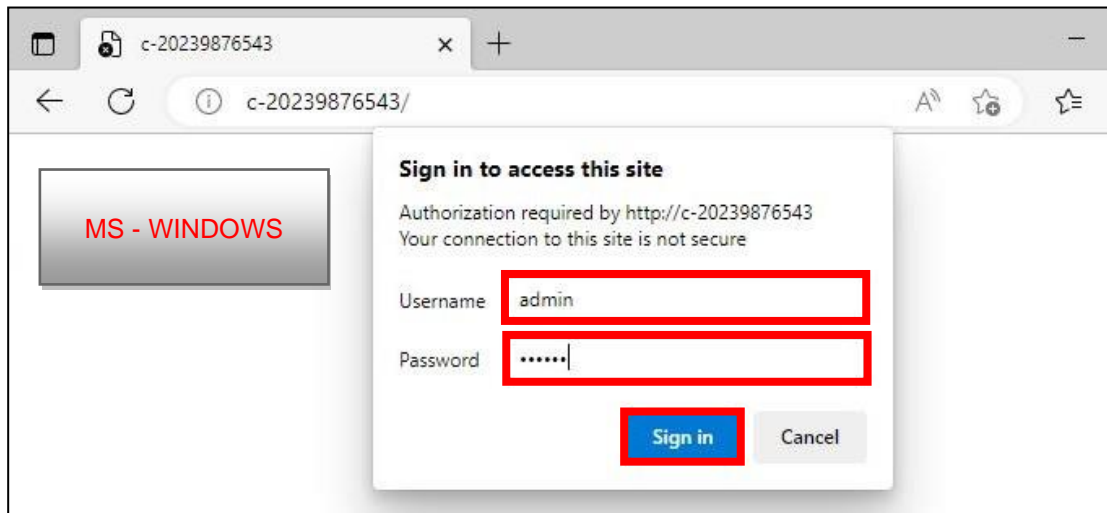 c-20239876543
c-20239876543/
MS - WINDOWS
Sign in to access this site
Authorization required by http://c-20239876543
Your connection to this site is not secure
Username admin
Password ••••••
Sign in Cancel